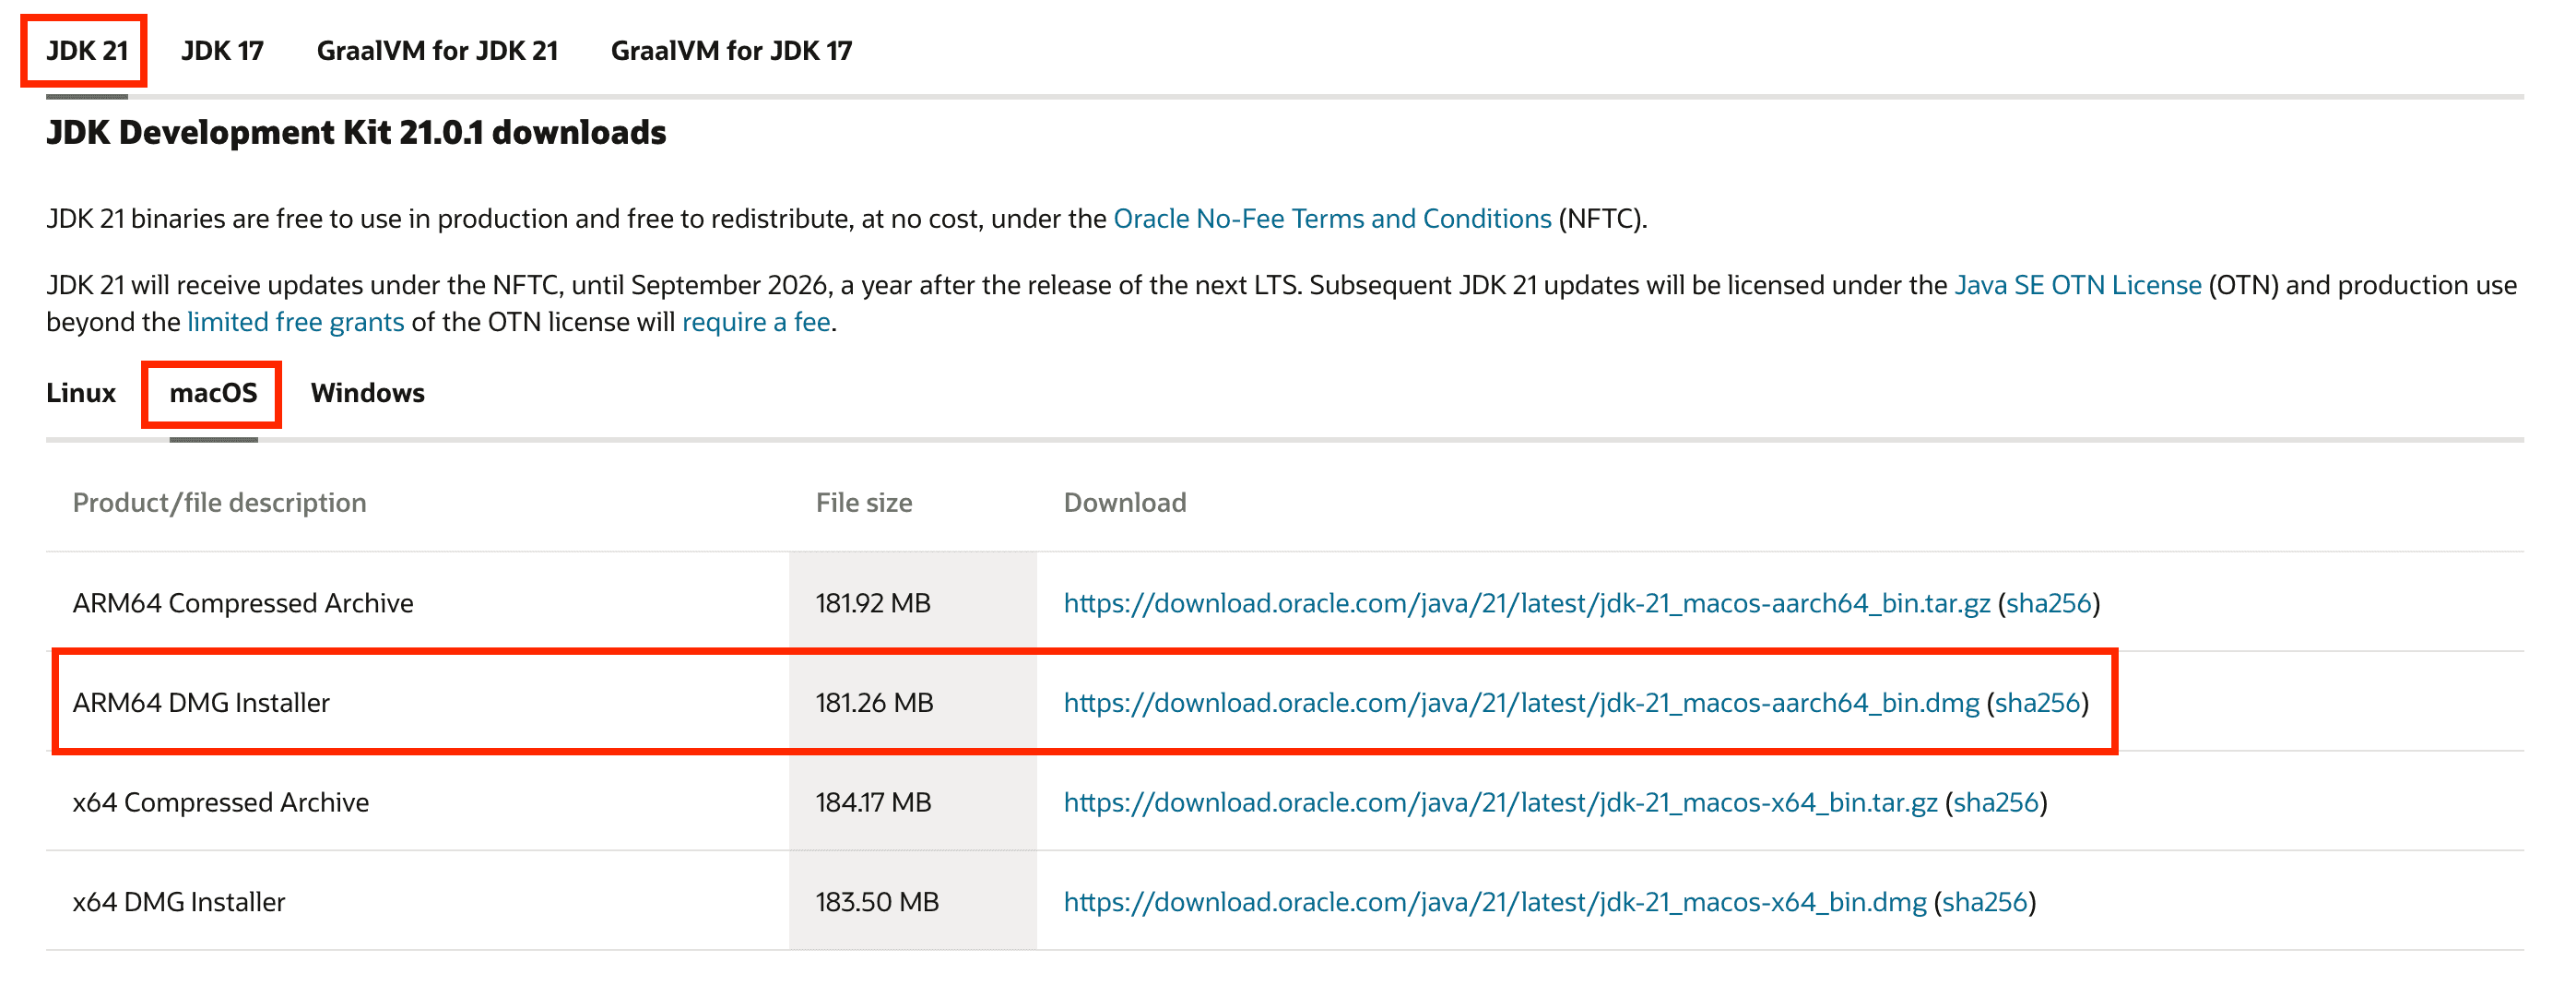 JDK 21 JDK 17 GraalVM for JDK 21 GraalVM for JDK 17
JDK Development Kit 21.0.1 downloads
JDK 21 binaries are free to use in production and free to redistribute, at no cost, under the Oracle No-Fee Terms and Conditions (NFTC).
JDK 21 will receive updates under the NFTC, until September 2026, a year after the release of the next LTS. Subsequent JDK 21 updates will be licensed under the Java SE OTN License (OTN) and production use
beyond the limited free grants of the OTN license will require a fee.
Linux macOS Windows
Product/file description File size Download
ARM64 Compressed Archive 181.92 MB https://download.oracle.com/java/21/latest/jdk-21_macos-aarch64_bin.tar.gz (sha256)
ARM64 DMG Installer 181.26 MB https://download.oracle.com/java/21/latest/jdk-21_macos-aarch64_bin.dmg (sha256)
x64 Compressed Archive 184.17 MB https://download.oracle.com/java/21/latest/jdk-21_macos-x64_bin.tar.gz (sha256)
x64 DMG Installer 183.50 MB https://download.oracle.com/java/21/latest/jdk-21_macos-x64_bin.dmg (sha256)